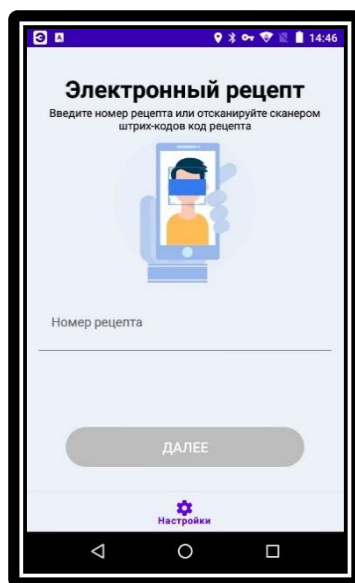 14:46
Электронный рецепт
Введите номер рецепта или отсканируйте сканером
штрих-кодов код рецепта
Номер рецепта
ДАЛЕЕ
Настройки